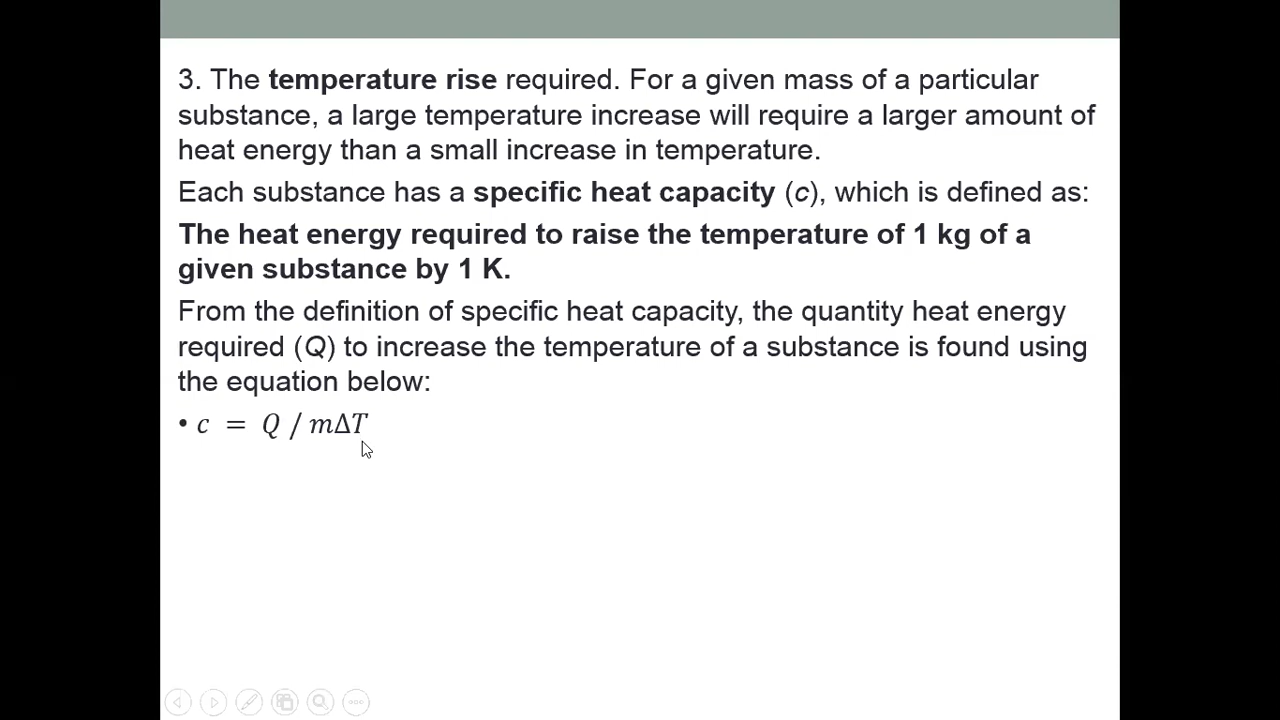 3. The temperature rise required. For a given mass of a particular
substance, a large temperature increase will require a larger amount of
heat energy than a small increase in temperature.
Each substance has a specific heat capacity (c), which is defined as:
The heat energy required to raise the temperature of 1 kg of a
given substance by 1 K.
From the definition of specific heat capacity, the quantity heat energy
required (Q) to increase the temperature of a substance is found using
the equation below:
• c = Q / mΔT